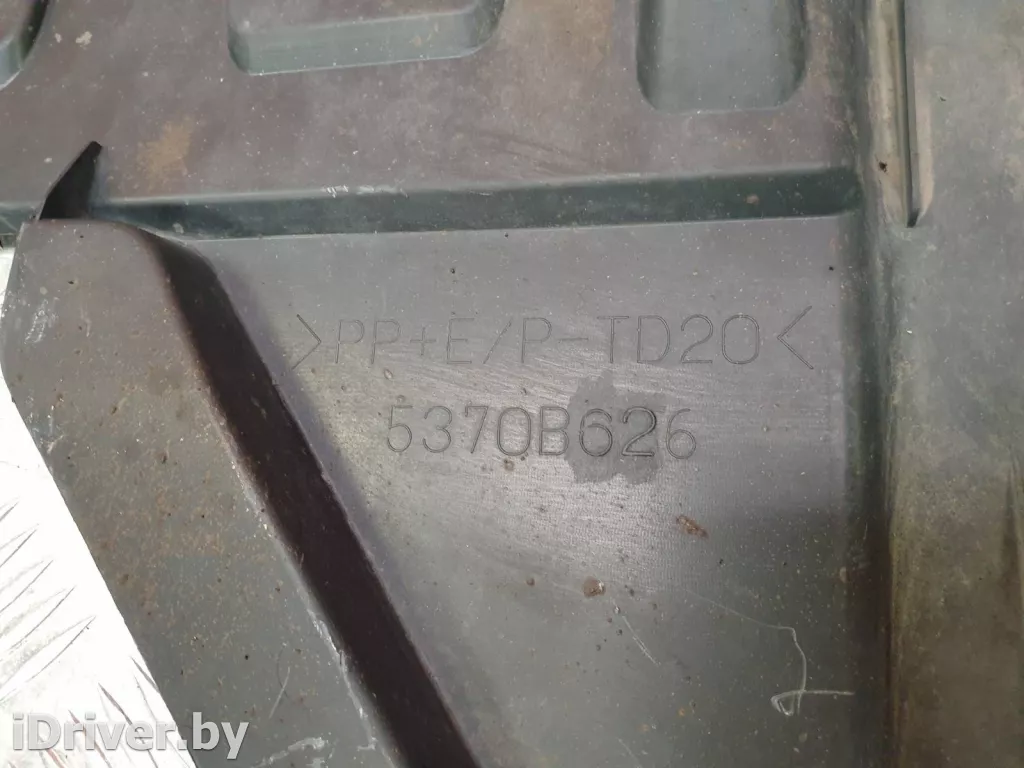 >PP+E/P-TD20<
5370B626
iDriver.by